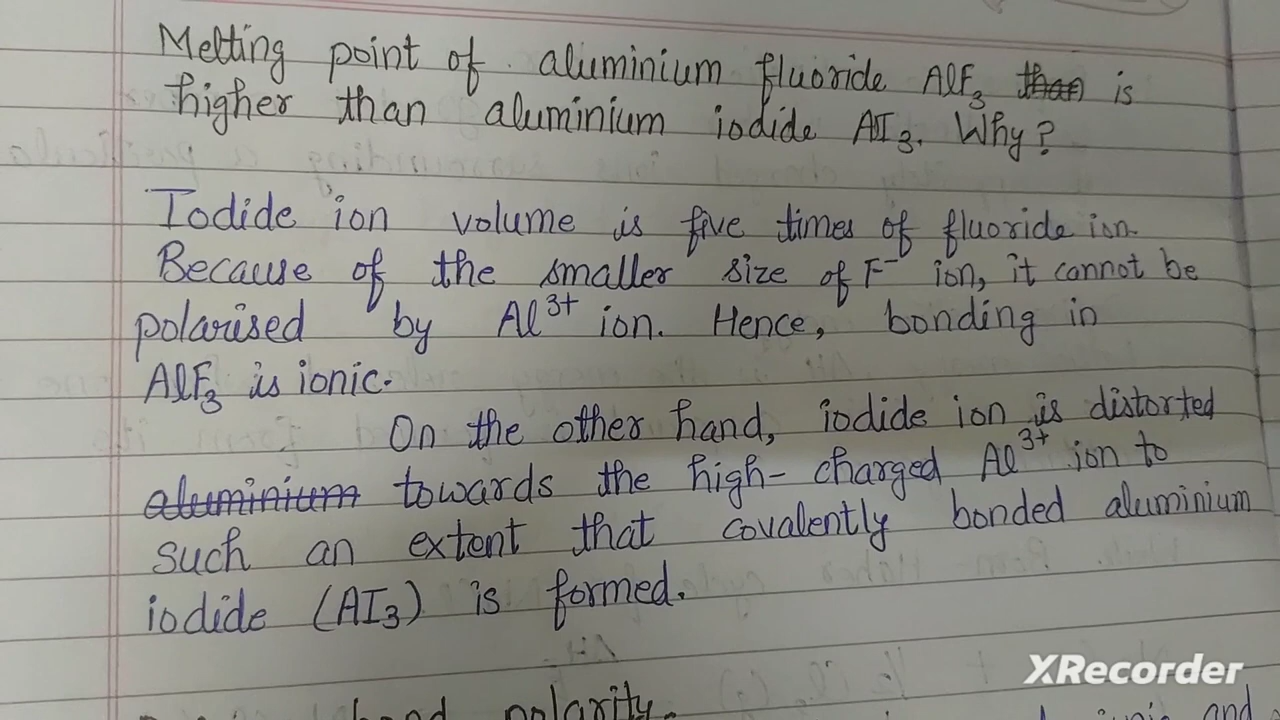 Melting point of aluminium fluoride AlF3 than is
higher than aluminium iodide AlI3. Why?
Iodide ion volume is five times of fluoride ion.
Because of the smaller size of F⁻ ion, it cannot be
polarised by Al³⁺ ion. Hence, bonding in
AlF3 is ionic.
On the other hand, iodide ion is distorted
aluminium towards the high-charged Al³⁺ ion to
such an extent that covalently bonded aluminium
iodide (AlI3) is formed.
XRecorder
bond polarity.
and